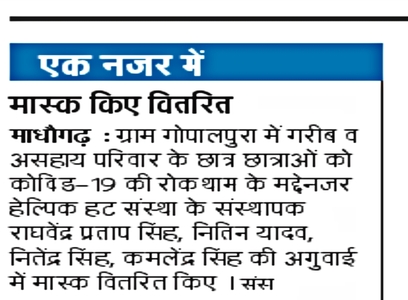 एक नजर में
मास्क किए वितरित
माधौगढ़ : ग्राम गोपालपुरा में गरीब व
असहाय परिवार के छात्र छात्राओं को
कोविड-19 की रोकथाम के मद्देनजर
हेल्पिक हट संस्था के संस्थापक
राघवेंद्र प्रताप सिंह, नितिन यादव,
नितेंद्र सिंह, कमलेंद्र सिंह की अगुवाई
में मास्क वितरित किए । संस